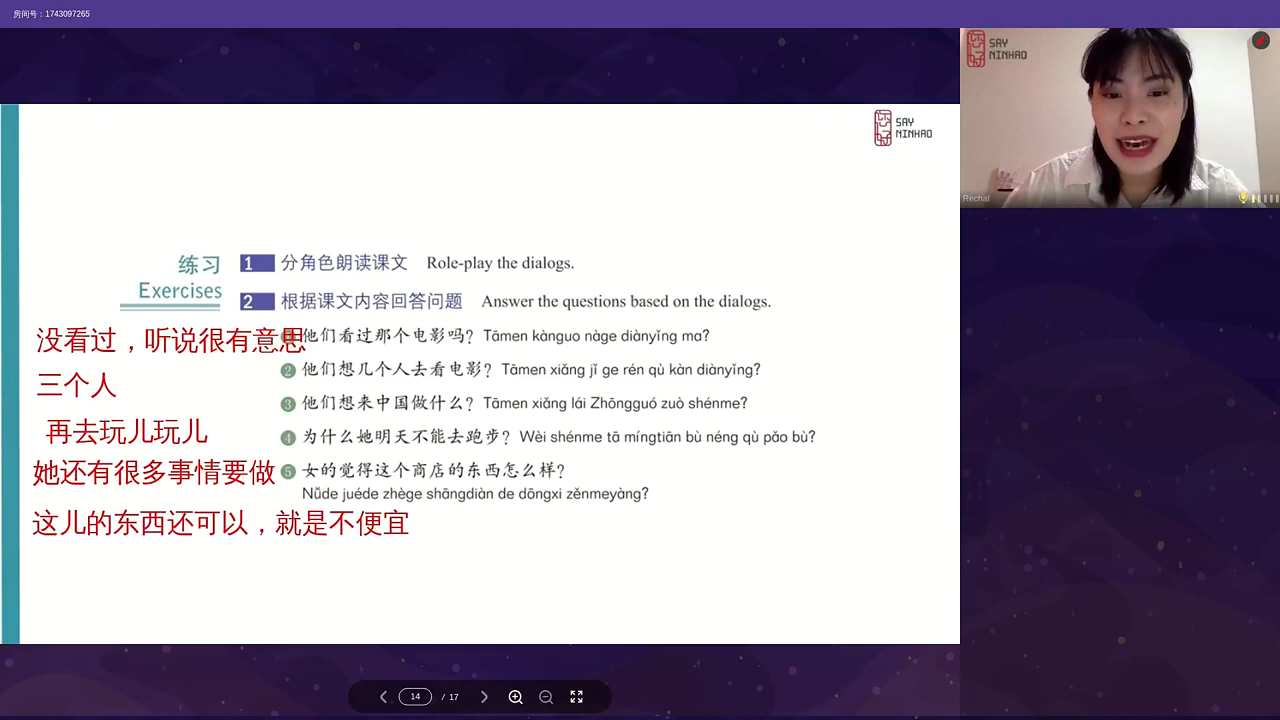 房间号：1743097265
SAY
NINHAO
SAY
NINHAO
Rechal
练习
Exercises
1 分角色朗读课文 Role-play the dialogs.
2 根据课文内容回答问题 Answer the questions based on the dialogs.
没看过，听说很有意思
他们看过那个电影吗？ Tāmen kànguo nàge diànyǐng ma?
2 他们想几个人去看电影？ Tāmen xiǎng jǐ ge rén qù kàn diànyǐng?
三个人
3 他们想来中国做什么？ Tāmen xiǎng lái Zhōngguó zuò shénme?
再去玩儿玩儿
4 为什么她明天不能去跑步？ Wèi shénme tā míngtiān bù néng qù pǎo bù?
她还有很多事情要做
5 女的觉得这个商店的东西怎么样？
Nǚde juéde zhège shāngdiàn de dōngxi zěnmeyàng?
这儿的东西还可以，就是不便宜
14 / 17